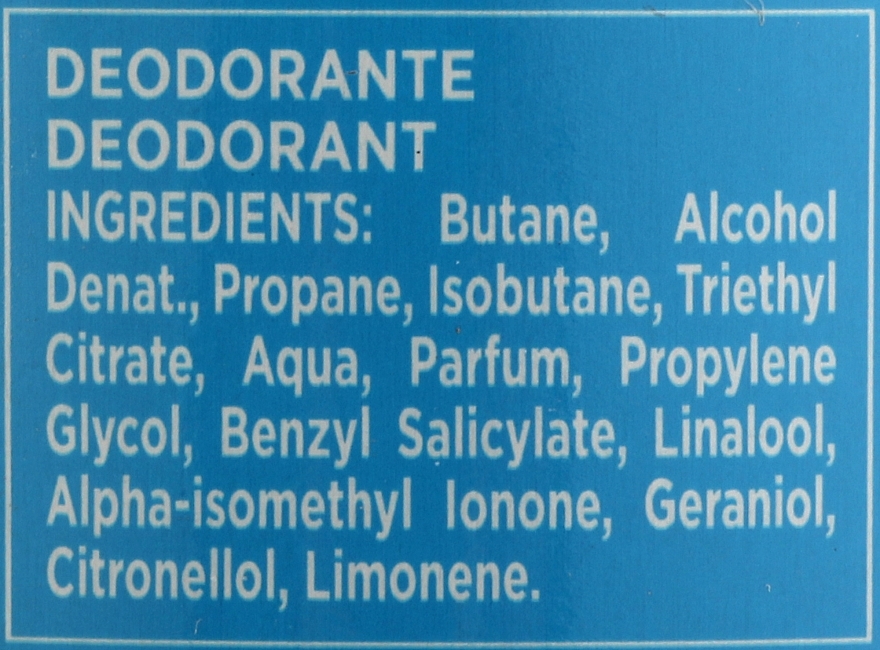 DEODORANTE
DEODORANT
INGREDIENTS: Butane, Alcohol
Denat., Propane, Isobutane, Triethyl
Citrate, Aqua, Parfum, Propylene
Glycol, Benzyl Salicylate, Linalool,
Alpha-isomethyl Ionone, Geraniol,
Citronellol, Limonene.